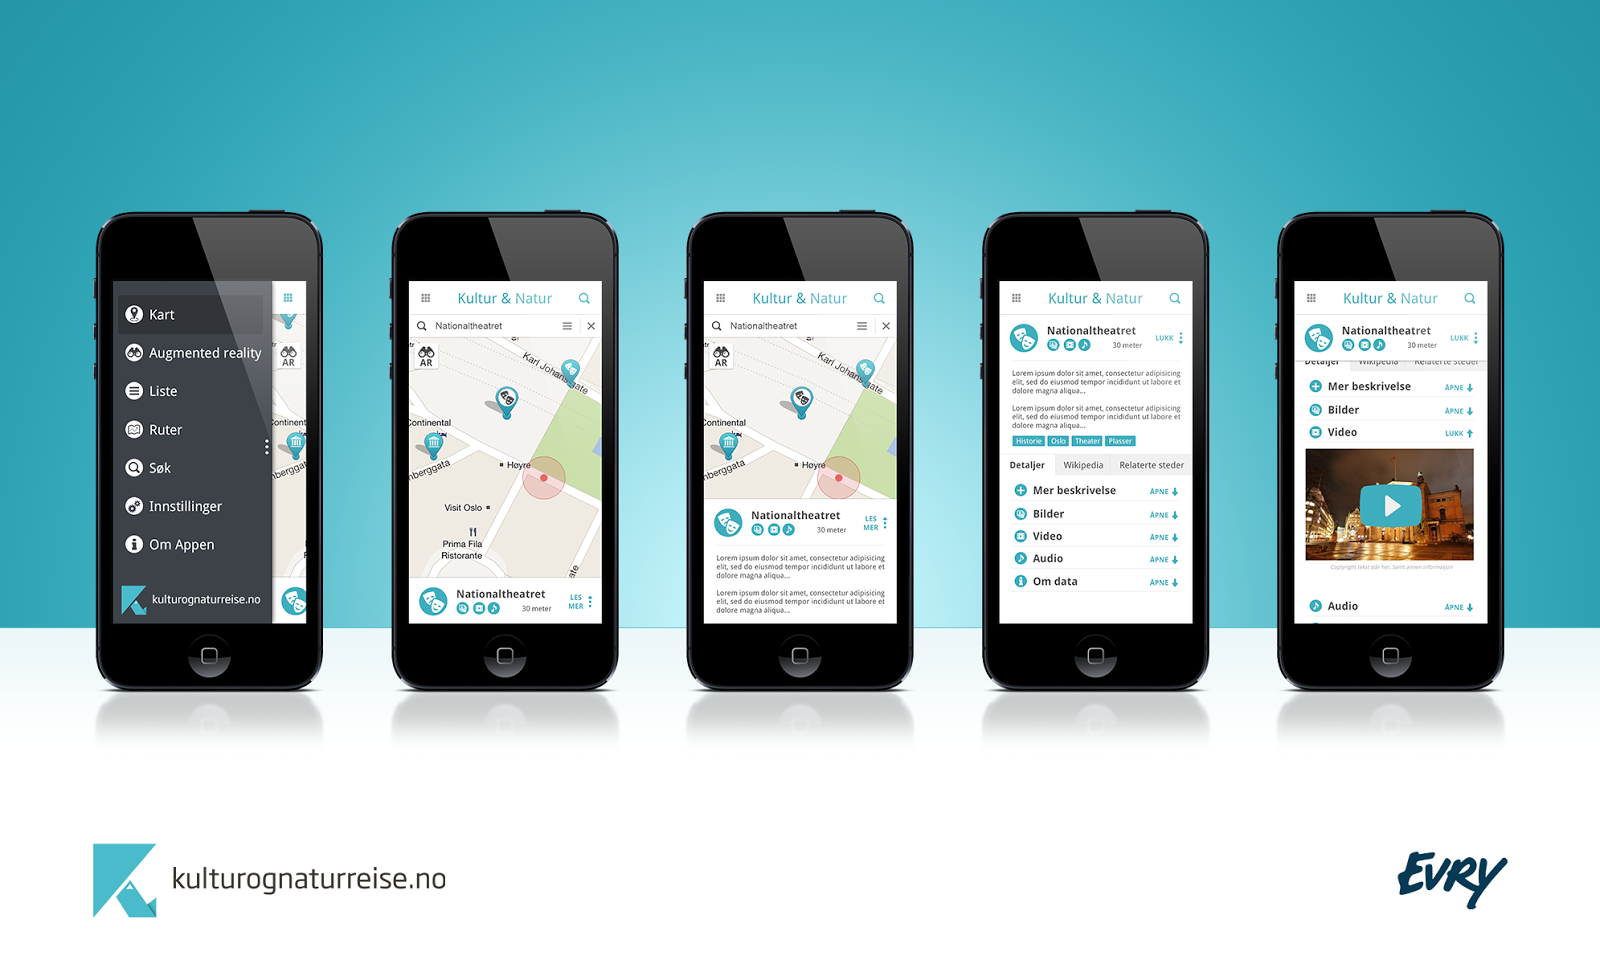 Kart
Augmented reality
Liste
Ruter
Søk
Innstillinger
Om Appen
kulturognaturreise.no
AR
Continental
Kultur & Natur
Nationaltheatret
AR
Karl Johans gate
Continental
Høyre
Visit Oslo
Prima Fila
Ristorante
Nationaltheatret
30 meter
LES
MER
Kultur & Natur
Nationaltheatret
AR
Karl Johans gate
Continental
Høyre
Nationaltheatret
30 meter
LES
MER
Lorem ipsum dolor sit amet, consectetur adipisicing
elit, sed do eiusmod tempor incididunt ut labore et
dolore magna aliqua...
Lorem ipsum dolor sit amet, consectetur adipisicing
elit, sed do eiusmod tempor incididunt ut labore et
dolore magna aliqua...
Kultur & Natur
Nationaltheatret
30 meter
LUKK
Lorem ipsum dolor sit amet, consectetur adipisicing
elit, sed do eiusmod tempor incididunt ut labore et
dolore magna aliqua...
Lorem ipsum dolor sit amet, consectetur adipisicing
elit, sed do eiusmod tempor incididunt ut labore et
dolore magna aliqua...
Historie Oslo Theater Plasser
Detaljer Wikipedia Relaterte steder
Mer beskrivelse ÅPNE
Bilder ÅPNE
Video ÅPNE
Audio ÅPNE
Om data ÅPNE
Kultur & Natur
Nationaltheatret
30 meter
LUKK
Detaljer Wikipedia Relaterte steder
Mer beskrivelse ÅPNE
Bilder ÅPNE
Video LUKK
Copyright tekst står her. Samt annen informasjon
Audio ÅPNE
kulturognaturreise.no
EVRY